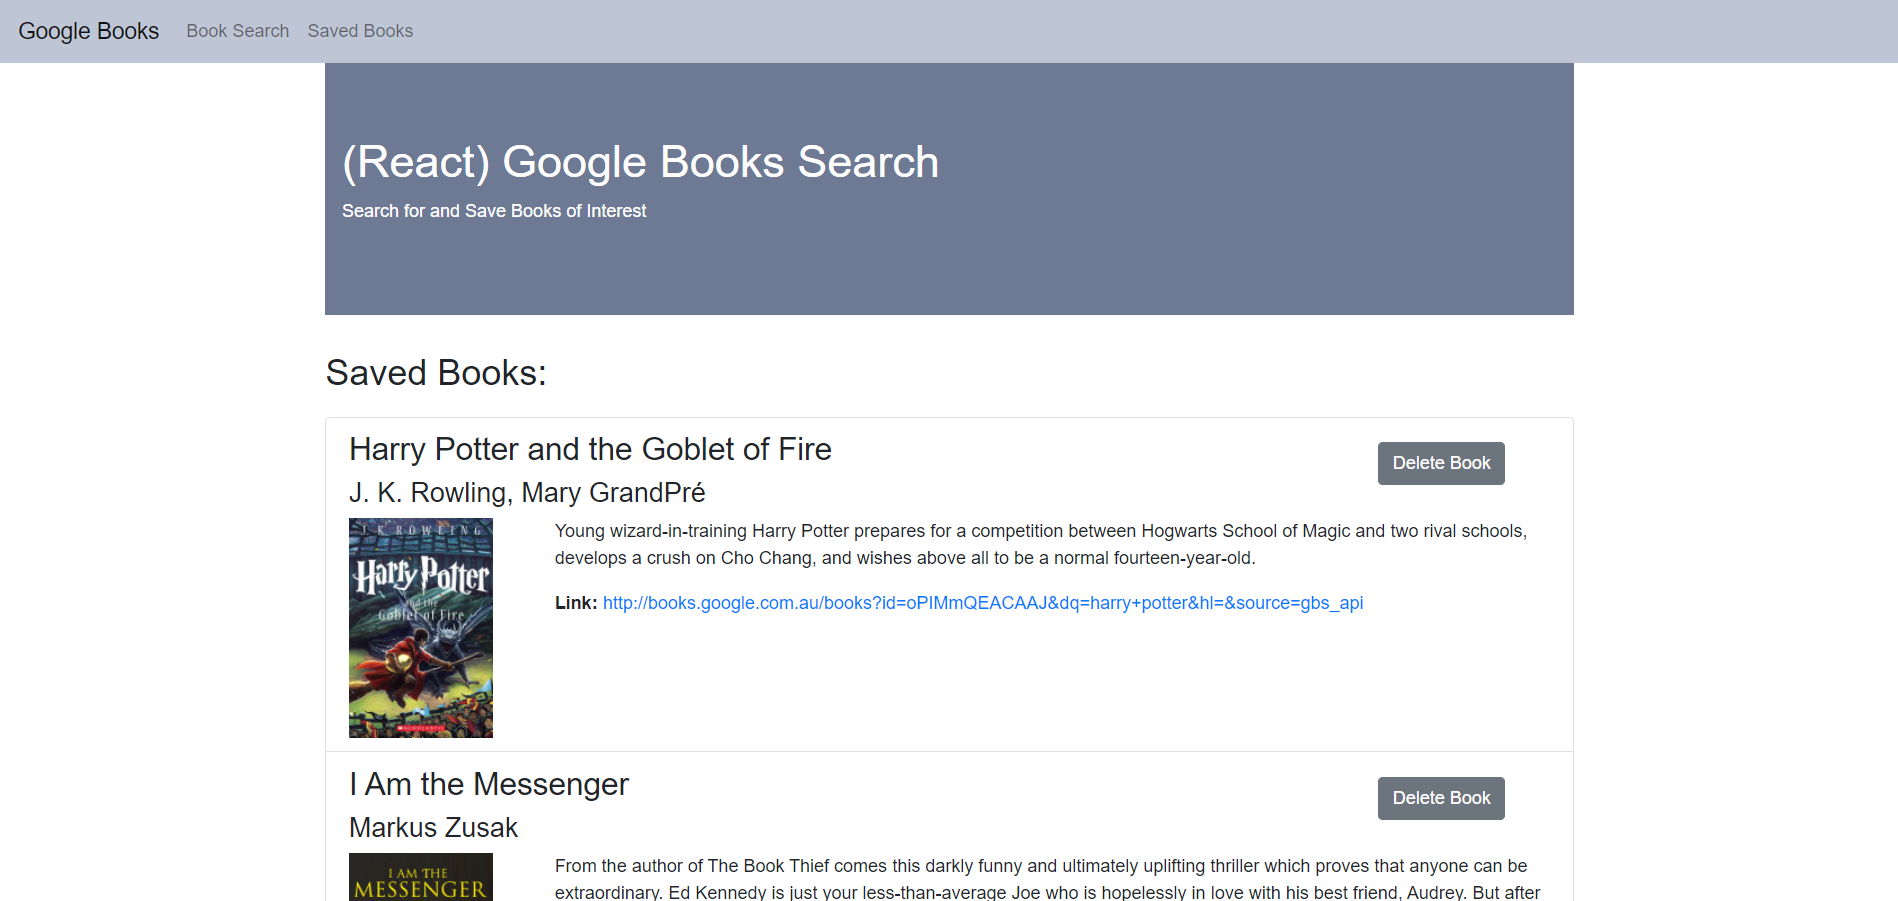 Google Books Book Search Saved Books
(React) Google Books Search
Search for and Save Books of Interest
Saved Books:
Harry Potter and the Goblet of Fire
Delete Book
J. K. Rowling, Mary GrandPré
J.K. ROWLING
Harry Potter
and the
Goblet of Fire
SCHOLASTIC
Young wizard-in-training Harry Potter prepares for a competition between Hogwarts School of Magic and two rival schools,
develops a crush on Cho Chang, and wishes above all to be a normal fourteen-year-old.
Link: http://books.google.com.au/books?id=oPIMmQEACAAJ&dq=harry+potter&hl=&source=gbs_api
I Am the Messenger
Delete Book
Markus Zusak
I AM THE
MESSENGER
From the author of The Book Thief comes this darkly funny and ultimately uplifting thriller which proves that anyone can be
extraordinary. Ed Kennedy is just your less-than-average Joe who is hopelessly in love with his best friend, Audrey. But after